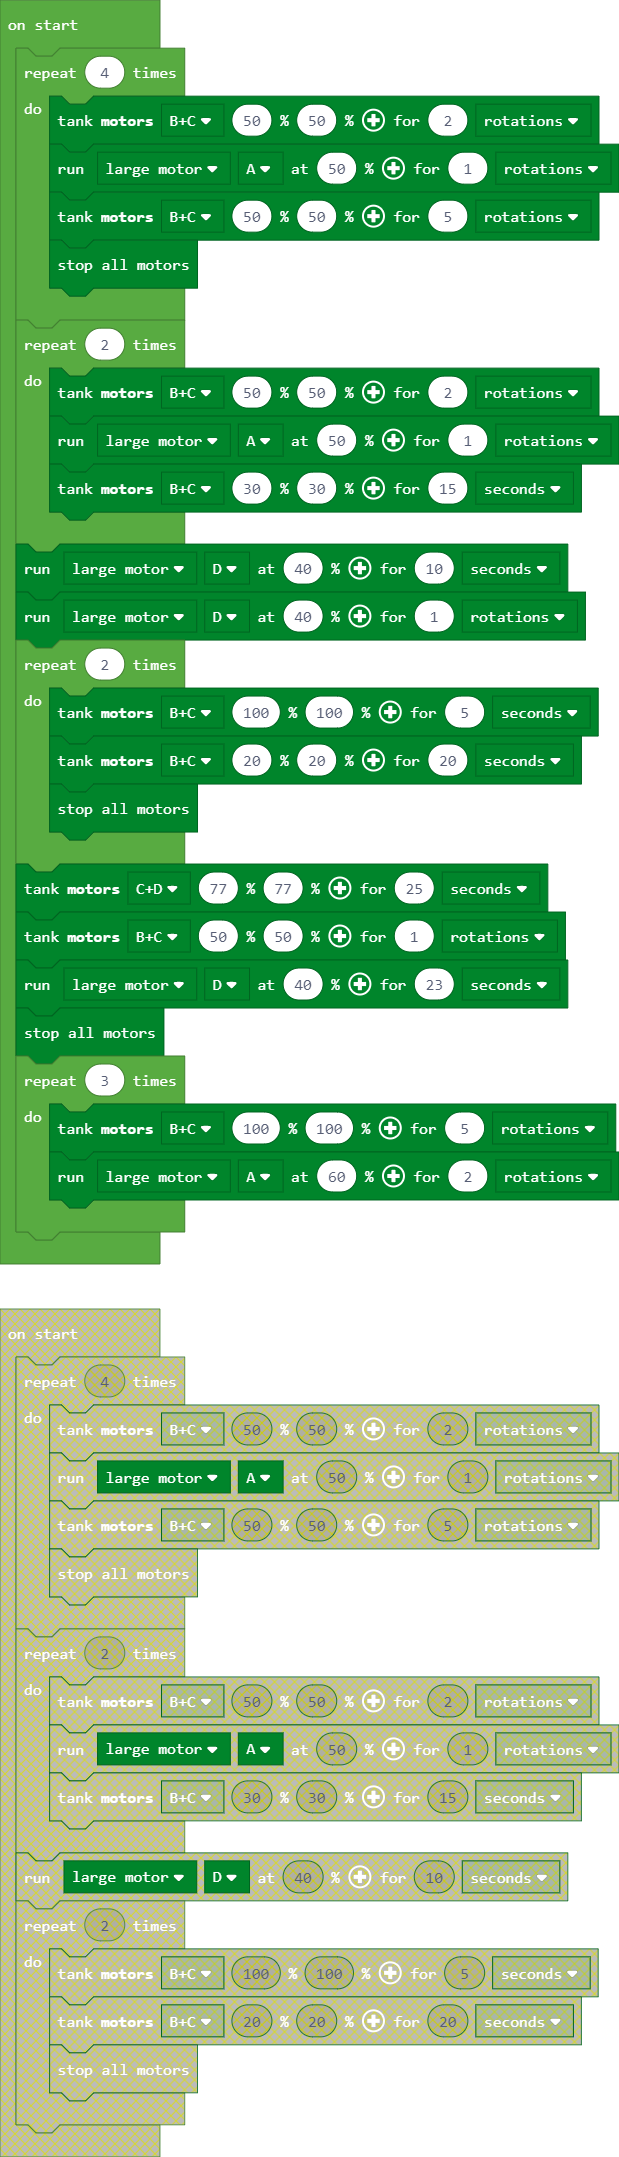 on start
repeat 4 times
do
tank motors B+C 50 % 50 % for 2 rotations
run large motor A at 50 % for 1 rotations
tank motors B+C 50 % 50 % for 5 rotations
stop all motors
repeat 2 times
do
tank motors B+C 50 % 50 % for 2 rotations
run large motor A at 50 % for 1 rotations
tank motors B+C 30 % 30 % for 15 seconds
run large motor D at 40 % for 10 seconds
run large motor D at 40 % for 1 rotations
repeat 2 times
do
tank motors B+C 100 % 100 % for 5 seconds
tank motors B+C 20 % 20 % for 20 seconds
stop all motors
tank motors C+D 77 % 77 % for 25 seconds
tank motors B+C 50 % 50 % for 1 rotations
run large motor D at 40 % for 23 seconds
stop all motors
repeat 3 times
do
tank motors B+C 100 % 100 % for 5 rotations
run large motor A at 60 % for 2 rotations
on start
repeat 4 times
do
tank motors B+C 50 % 50 % for 2 rotations
run large motor A at 50 % for 1 rotations
tank motors B+C 50 % 50 % for 5 rotations
stop all motors
repeat 2 times
do
tank motors B+C 50 % 50 % for 2 rotations
run large motor A at 50 % for 1 rotations
tank motors B+C 30 % 30 % for 15 seconds
run large motor D at 40 % for 10 seconds
repeat 2 times
do
tank motors B+C 100 % 100 % for 5 seconds
tank motors B+C 20 % 20 % for 20 seconds
stop all motors